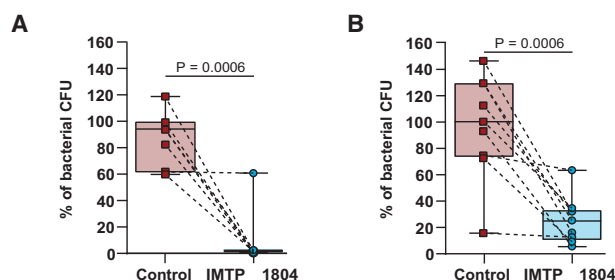 A
160
140
120
100
80
60
40
20
0
% of bacterial CFU
P = 0.0006
Control IMTP 1804
B
160
140
120
100
80
60
40
20
0
% of bacterial CFU
P = 0.0006
Control IMTP 1804